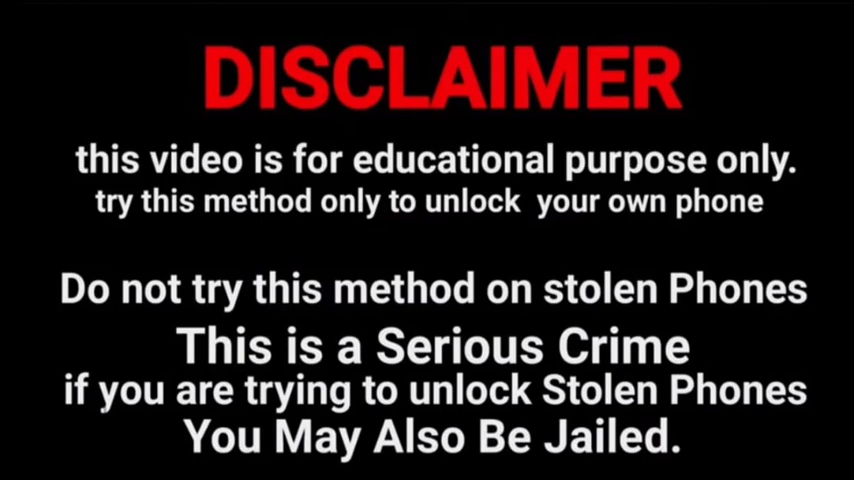 DISCLAIMER
this video is for educational purpose only.
try this method only to unlock your own phone
Do not try this method on stolen Phones
This is a Serious Crime
if you are trying to unlock Stolen Phones
You May Also Be Jailed.